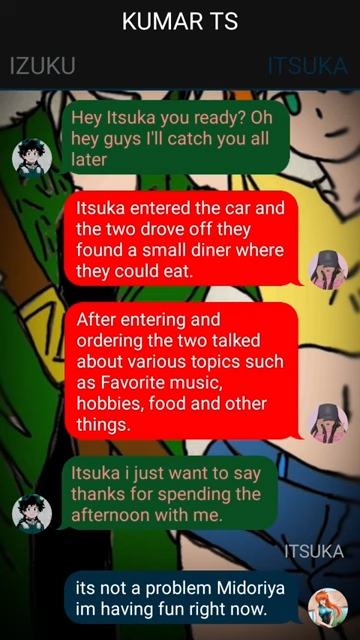 KUMAR TS
IZUKU
ITSUKA
Hey Itsuka you ready? Oh
hey guys I'll catch you all
later
Itsuka entered the car and
the two drove off they
found a small diner where
they could eat.
After entering and
ordering the two talked
about various topics such
as Favorite music,
hobbies, food and other
things.
Itsuka i just want to say
thanks for spending the
afternoon with me.
ITSUKA
its not a problem Midoriya
im having fun right now.